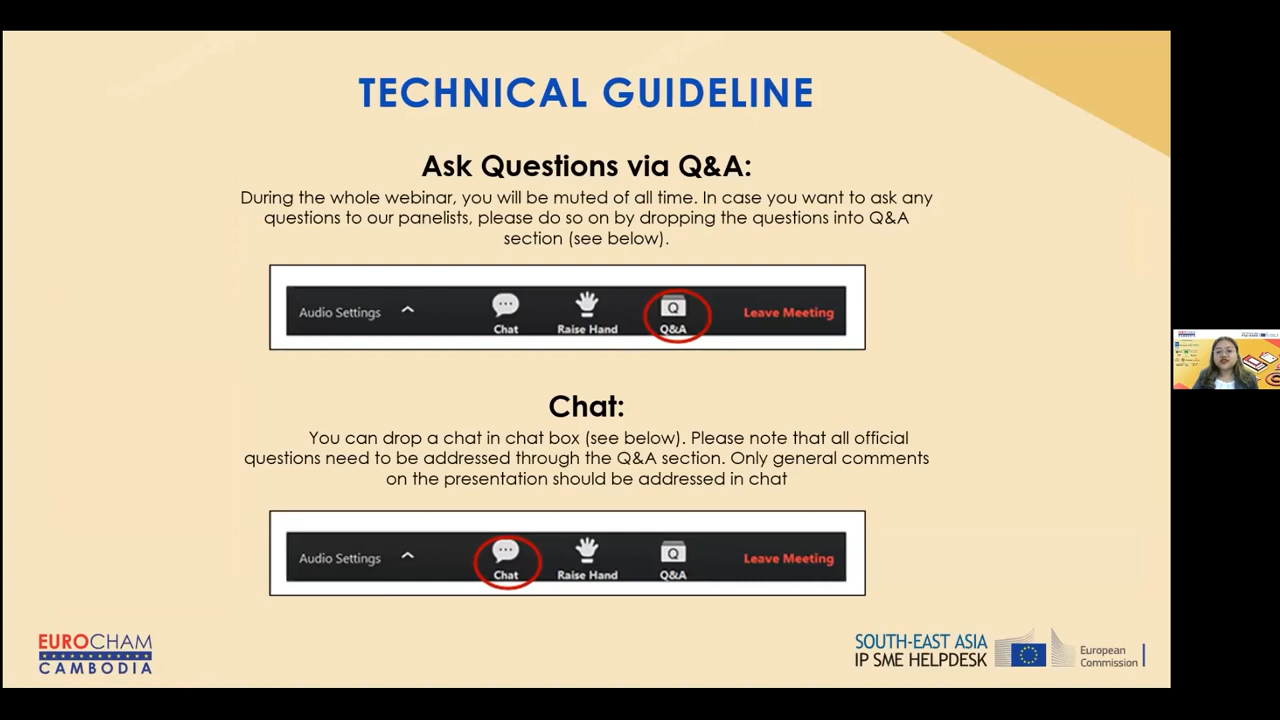 TECHNICAL GUIDELINE
Ask Questions via Q&A:
During the whole webinar, you will be muted of all time. In case you want to ask any
questions to our panelists, please do so on by dropping the questions into Q&A
section (see below).
Audio Settings
Chat
Raise Hand
Q&A
Leave Meeting
Chat:
You can drop a chat in chat box (see below). Please note that all official
questions need to be addressed through the Q&A section. Only general comments
on the presentation should be addressed in chat
Audio Settings
Chat
Raise Hand
Q&A
Leave Meeting
EUROCHAM
CAMBODIA
SOUTH-EAST ASIA
IP SME HELPDESK
European
Commission